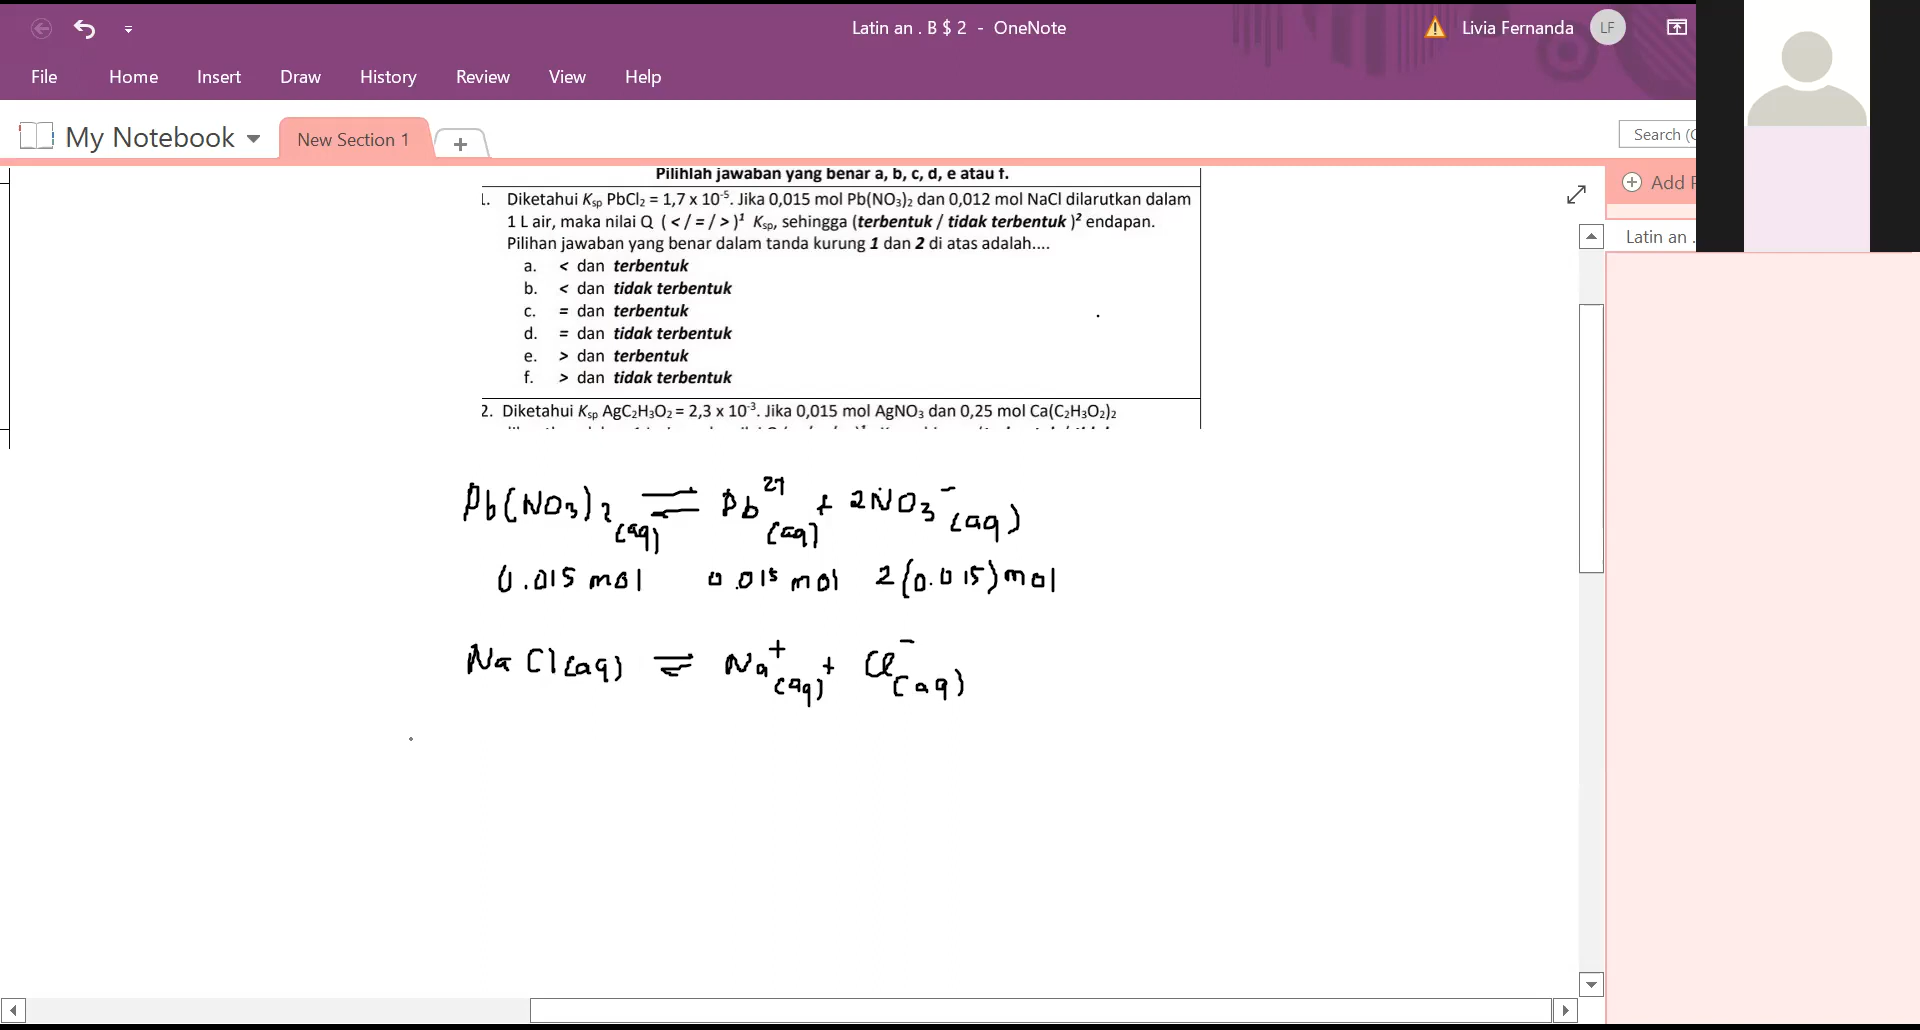 Latin an . B $ 2 - OneNote
Livia Fernanda LF
File Home Insert Draw History Review View Help
My Notebook New Section 1 +
Search (
Add
Latin an .
Pilihlah jawaban yang benar a, b, c, d, e atau f.
1. Diketahui Ksp PbCl₂ = 1,7 x 10⁻⁵. Jika 0,015 mol Pb(NO₃)₂ dan 0,012 mol NaCl dilarutkan dalam
1 L air, maka nilai Q ( < / = / > )¹ Ksp, sehingga (terbentuk / tidak terbentuk )² endapan.
Pilihan jawaban yang benar dalam tanda kurung 1 dan 2 di atas adalah....
a. < dan terbentuk
b. < dan tidak terbentuk
c. = dan terbentuk
d. = dan tidak terbentuk
e. > dan terbentuk
f. > dan tidak terbentuk
2. Diketahui Ksp AgC₂H₃O₂ = 2,3 x 10⁻³. Jika 0,015 mol AgNO₃ dan 0,25 mol Ca(C₂H₃O₂)₂
Pb(NO₃)₂ (aq) ⇌ Pb²⁺ (aq) + 2NO₃⁻ (aq)
0.015 mol 0.015 mol 2(0.015) mol
NaCl(aq) ⇌ Na⁺ (aq) + Cl⁻ (aq)